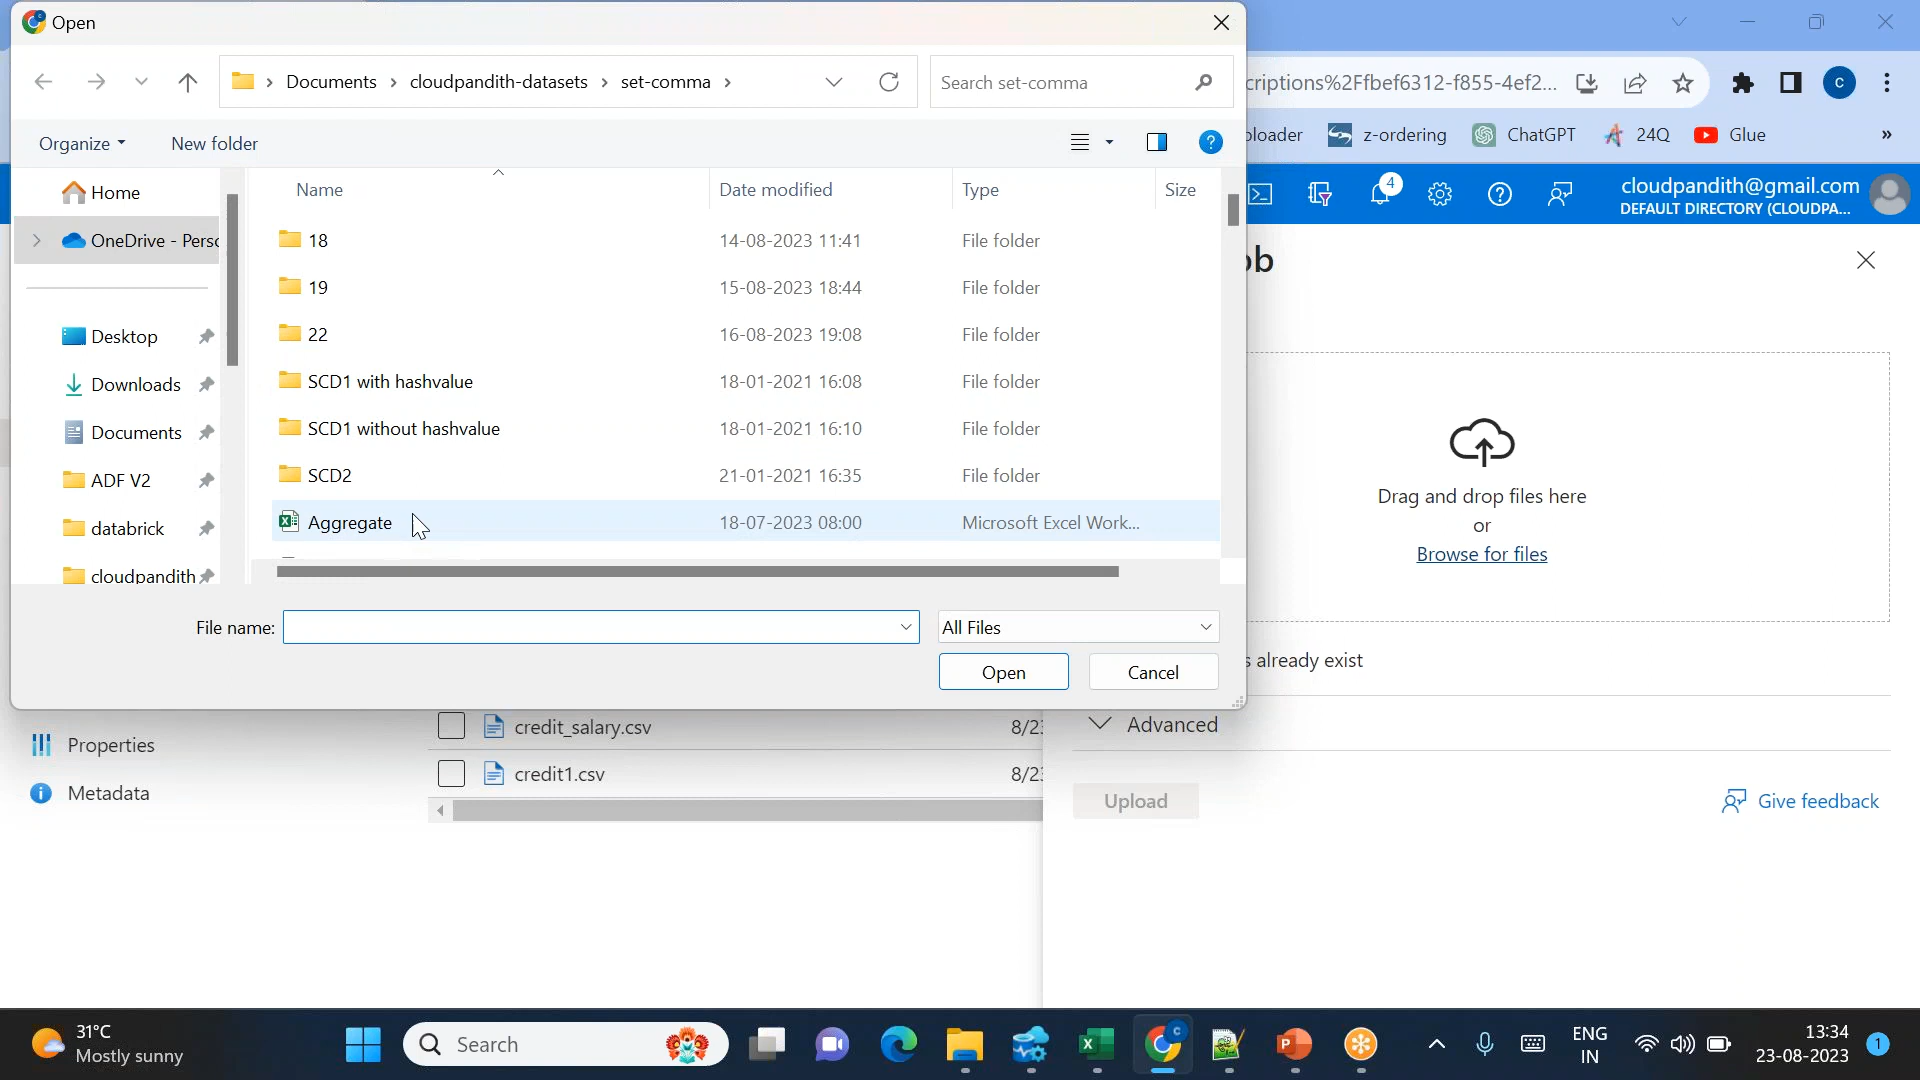 Open
Documents > cloudpandith-datasets > set-comma >
Search set-comma
criptions%2Ffbef6312-f855-4ef2...
C
Organize
New folder
?
ploader
z-ordering
ChatGPT
24Q
Glue
»
4
cloudpandith@gmail.com
DEFAULT DIRECTORY (CLOUDPA...
Home
OneDrive - Perso
Desktop
Downloads
Documents
ADF V2
databrick
cloudpandith
Name Date modified Type Size
18 14-08-2023 11:41 File folder
19 15-08-2023 18:44 File folder
22 16-08-2023 19:08 File folder
SCD1 with hashvalue 18-01-2021 16:08 File folder
SCD1 without hashvalue 18-01-2021 16:10 File folder
SCD2 21-01-2021 16:35 File folder
Aggregate 18-07-2023 08:00 Microsoft Excel Work...
File name:
All Files
Open
Cancel
ob
Drag and drop files here
or
Browse for files
s already exist
Advanced
Upload
Give feedback
Properties
Metadata
credit_salary.csv 8/23
credit1.csv 8/23
31°C
Mostly sunny
Search
ENG
IN
13:34
23-08-2023
1